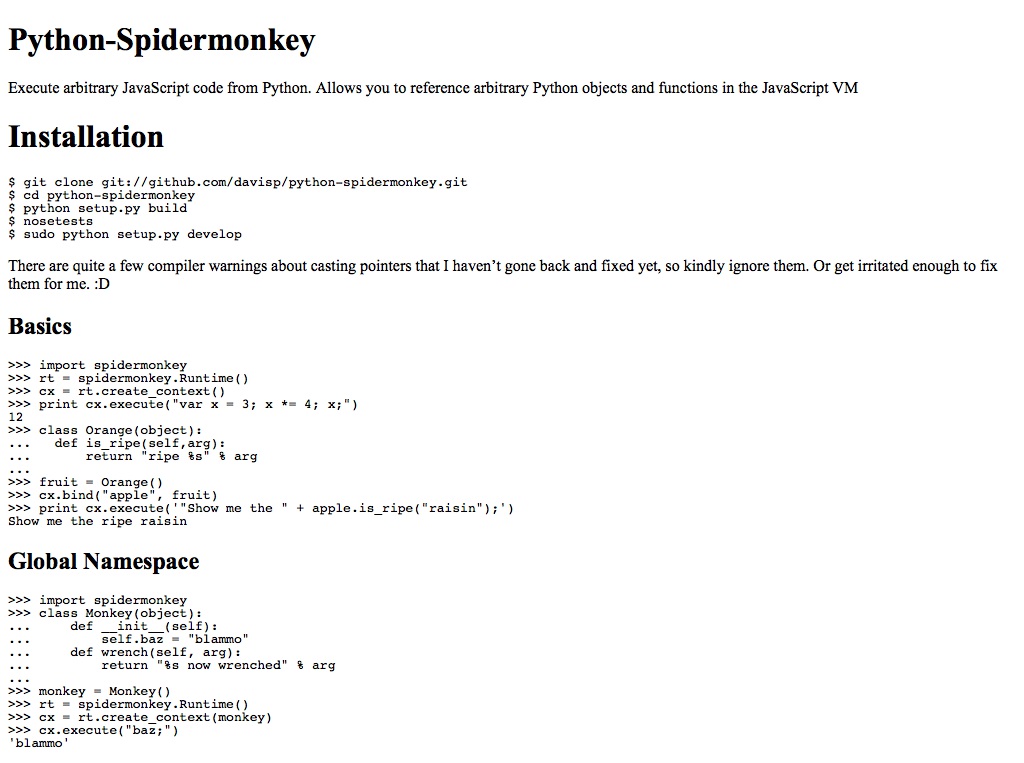 Python-Spidermonkey
Execute arbitrary JavaScript code from Python. Allows you to reference arbitrary Python objects and functions in the JavaScript VM
Installation
$ git clone git://github.com/davisp/python-spidermonkey.git
$ cd python-spidermonkey
$ python setup.py build
$ nosetests
$ sudo python setup.py develop
There are quite a few compiler warnings about casting pointers that I haven’t gone back and fixed yet, so kindly ignore them. Or get irritated enough to fix
them for me. :D
Basics
>>> import spidermonkey
>>> rt = spidermonkey.Runtime()
>>> cx = rt.create_context()
>>> print cx.execute("var x = 3; x *= 4; x;")
12
>>> class Orange(object):
...   def is_ripe(self,arg):
...       return "ripe %s" % arg
...
>>> fruit = Orange()
>>> cx.bind("apple", fruit)
>>> print cx.execute('"Show me the " + apple.is_ripe("raisin");')
Show me the ripe raisin
Global Namespace
>>> import spidermonkey
>>> class Monkey(object):
...     def __init__(self):
...         self.baz = "blammo"
...     def wrench(self, arg):
...         return "%s now wrenched" % arg
...
>>> monkey = Monkey()
>>> rt = spidermonkey.Runtime()
>>> cx = rt.create_context(monkey)
>>> cx.execute("baz;")
'blammo'